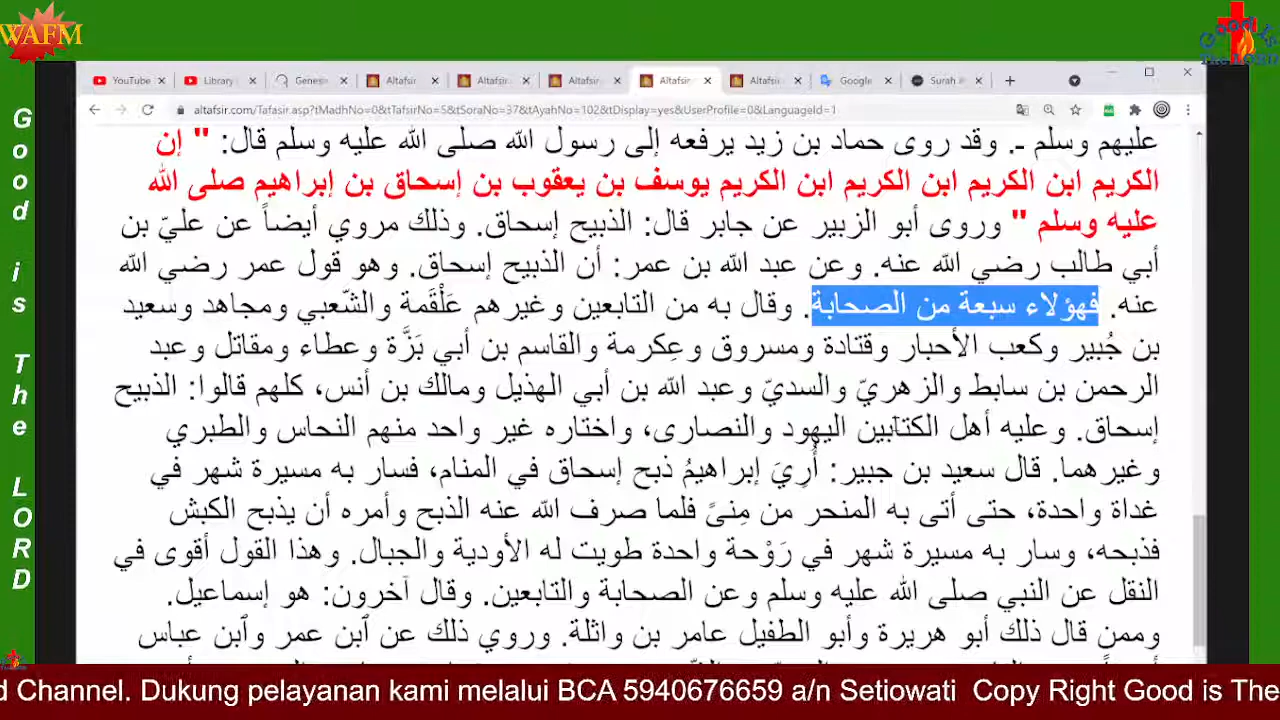 WAFM
God is The LORD
God Is
The LORD
YouTube
Library
Genesis
Altafsir
Altafsir
Altafsir
Altafsir
Altafsir
Google
Surah
altafsir.com/Tafasir.asp?tMadhNo=0&tTafsirNo=5&tSoraNo=37&tAyahNo=102&tDisplay=yes&UserProfile=0&LanguageId=1
عليهم وسلم ـ. وقد روى حماد بن زيد يرفعه إلى رسول الله صلى الله عليه وسلم قال: " إن
الكريم ابن الكريم ابن الكريم ابن الكريم يوسف بن يعقوب بن إسحاق بن إبراهيم صلى الله
عليه وسلم " وروى أبو الزبير عن جابر قال: الذبيح إسحاق. وذلك مروي أيضاً عن عليّ بن
أبي طالب رضي الله عنه. وعن عبد الله بن عمر: أن الذبيح إسحاق. وهو قول عمر رضي الله
عنه. فهؤلاء سبعة من الصحابة. وقال به من التابعين وغيرهم عَلْقَمة والشّعبي ومجاهد وسعيد
بن جُبير وكعب الأحبار وقتادة ومسروق وعِكرمة والقاسم بن أبي بَزَّة وعطاء ومقاتل وعبد
الرحمن بن سابط والزهريّ والسديّ وعبد الله بن أبي الهذيل ومالك بن أنس، كلهم قالوا: الذبيح
إسحاق. وعليه أهل الكتابين اليهود والنصارى، واختاره غير واحد منهم النحاس والطبري
وغيرهما. قال سعيد بن جبير: أُرِيَ إبراهيمُ ذبح إسحاق في المنام، فسار به مسيرة شهر في
غداة واحدة، حتى أتى به المنحر من مِنىً فلما صرف الله عنه الذبح وأمره أن يذبح الكبش
فذبحه، وسار به مسيرة شهر في رَوْحة واحدة طويت له الأودية والجبال. وهذا القول أقوى في
النقل عن النبي صلى الله عليه وسلم وعن الصحابة والتابعين. وقال آخرون: هو إسماعيل.
وممن قال ذلك أبو هريرة وأبو الطفيل عامر بن واثلة. وروي ذلك عن ٱبن عمر وٱبن عباس
d Channel. Dukung pelayanan kami melalui BCA 5940676659 a/n Setiowati Copy Right Good is The